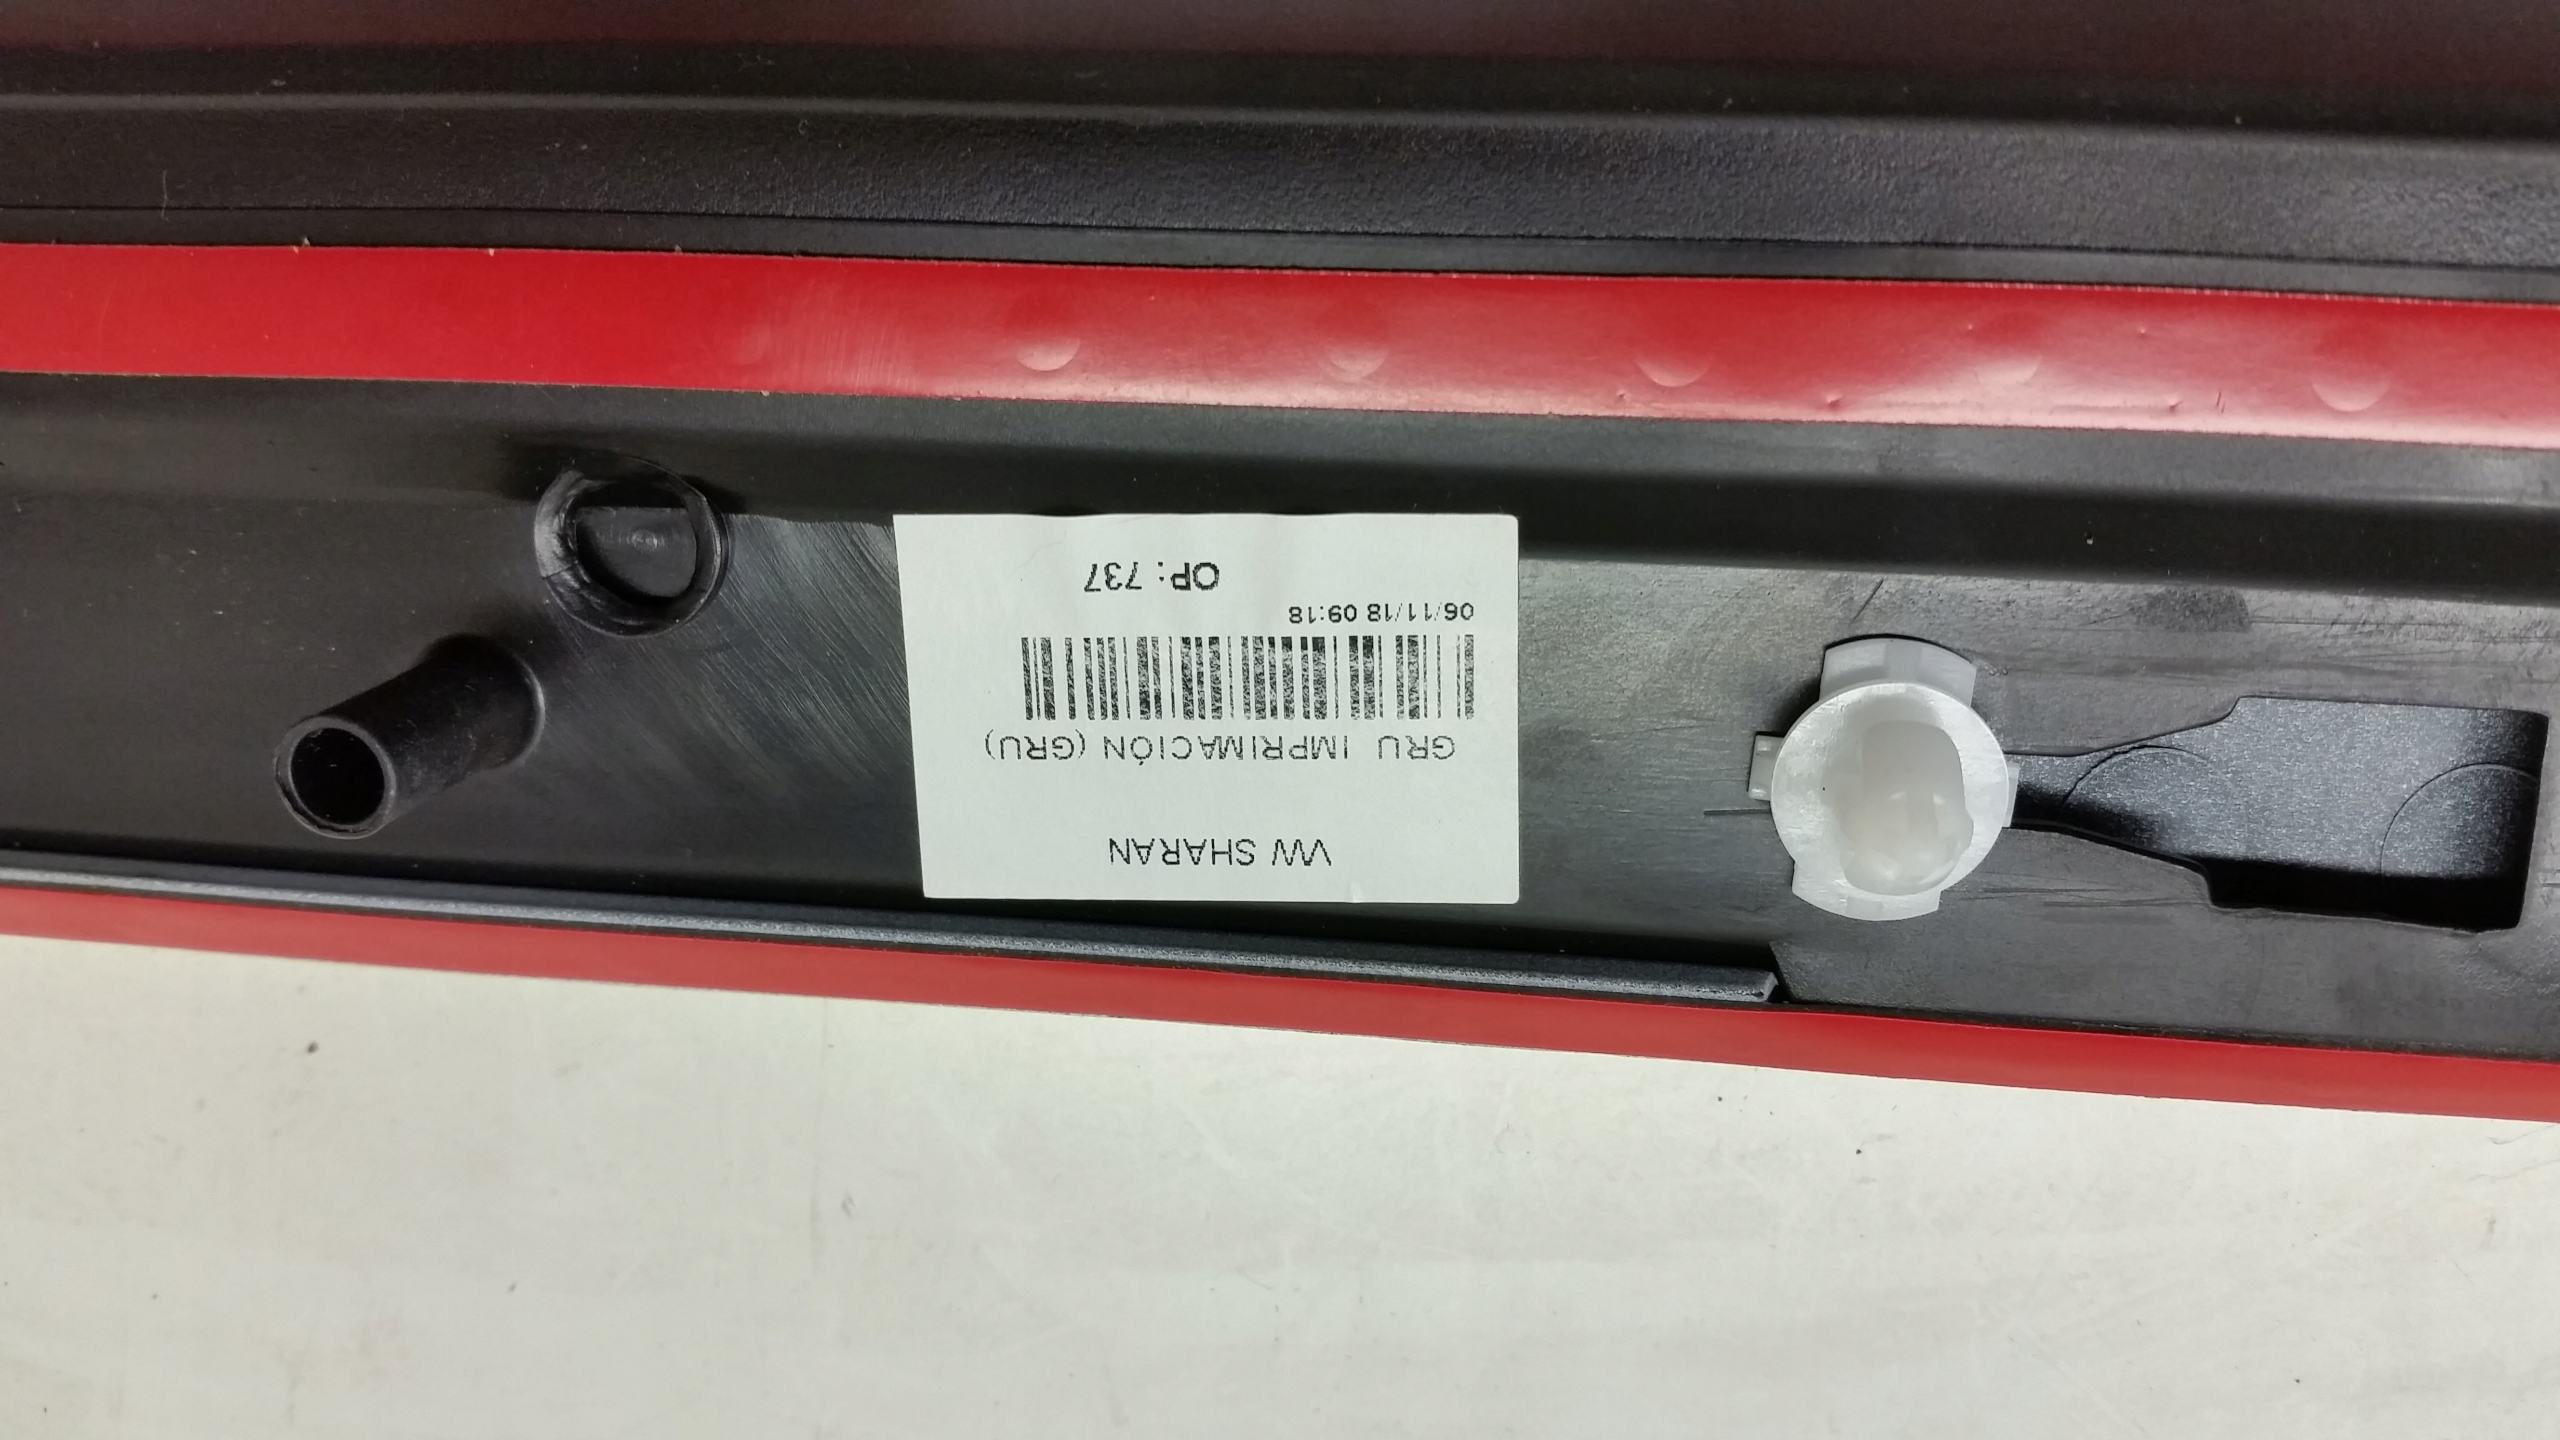 VW SHARAN
GRU IMPRIMACIÓN (GRU)
06/11/18 09:18
OP: 737